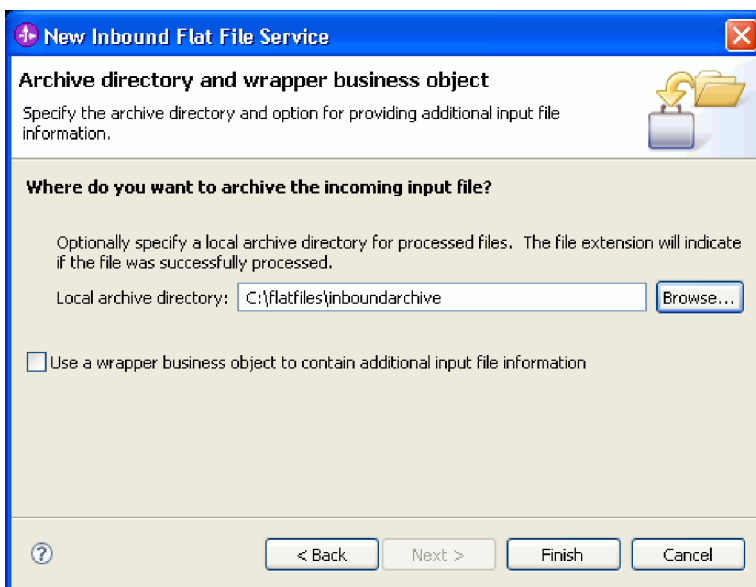 New Inbound Flat File Service
Archive directory and wrapper business object
Specify the archive directory and option for providing additional input file
information.
Where do you want to archive the incoming input file?
Optionally specify a local archive directory for processed files. The file extension will indicate
if the file was successfully processed.
Local archive directory: C:\flatfiles\inboundarchive Browse...
Use a wrapper business object to contain additional input file information
? < Back Next > Finish Cancel